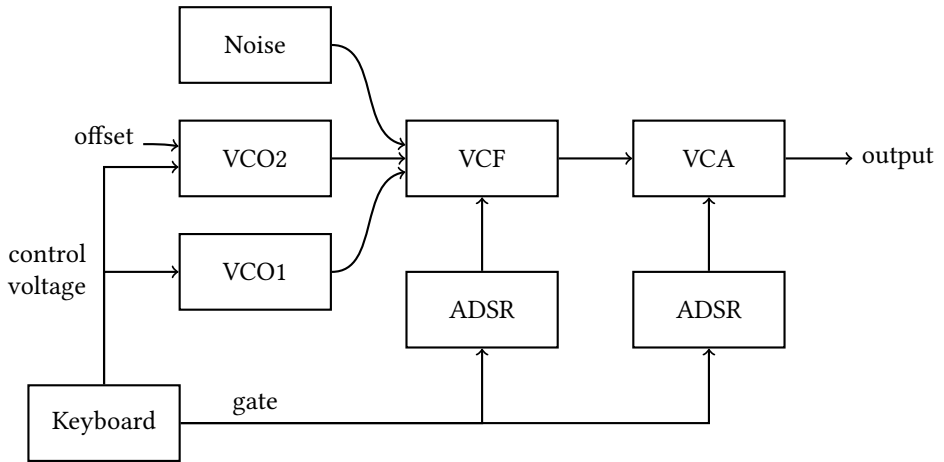 Noise
offset
VCO2
VCF
VCA
output
control
voltage
VCO1
ADSR
ADSR
gate
Keyboard